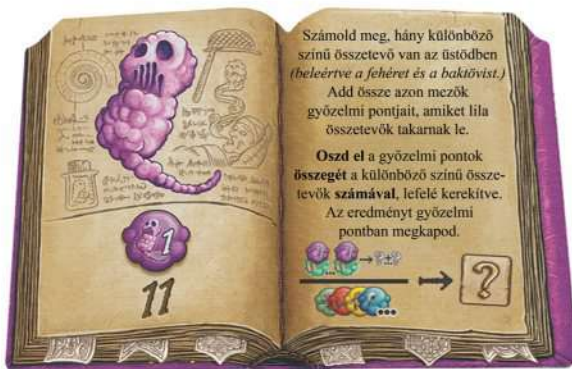 1
11
Számold meg, hány különböző
színű összetevő van az üstödben
(beleértve a fehéret és a baktövist.)
Add össze azon mezők
győzelmi pontjait, amiket lila
összetevők takarnak le.
Oszd el a győzelmi pontok
összegét a különböző színű össze-
tevők számával, lefelé kerekítve.
Az eredményt győzelmi
pontban megkapod.
... → ?+?
...
?